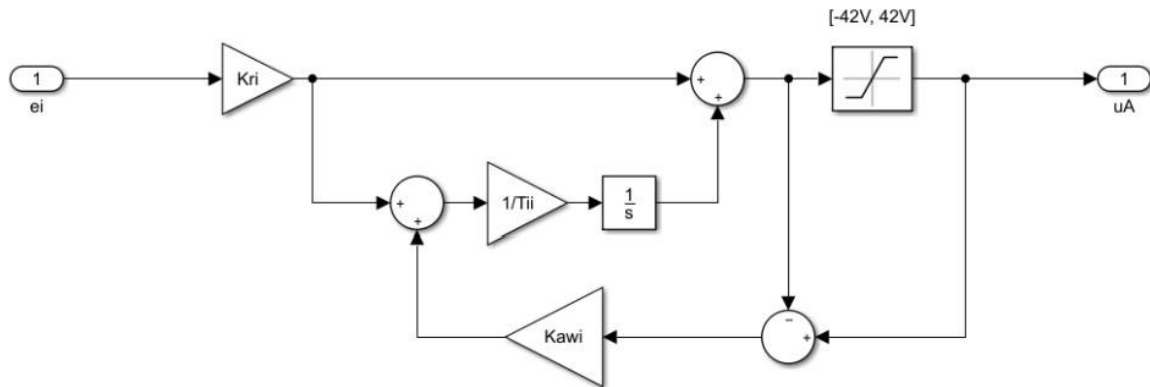 [-42V, 42V]
1
ei
Kri
+
+
1
uA
+
+
1/Tii
1
s
Kawi
−
+